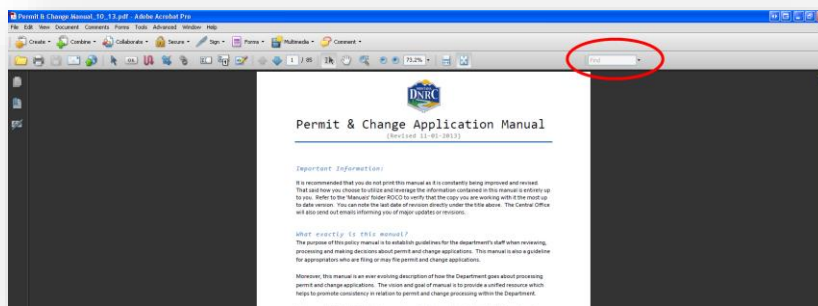 Permit & Change Manual_10_13.pdf - Adobe Acrobat Pro
File Edit View Document Comments Forms Tools Advanced Window Help
Create Combine Collaborate Secure Sign Forms Multimedia Comment
1 / 85 73.2% Find
DNRC
Permit & Change Application Manual
(Revised 11-01-2013)
Important Information:
It is recommended that you do not print this manual as it is constantly being improved and revised.
That said how you choose to utilize and leverage the information contained in this manual is entirely up
to you. Refer to the 'Manuals' folder ROCO to verify that the copy you are working with it the most up
to date version. You can note the last date of revision directly under the title above. The Central Office
will also send out emails informing you of major updates or revisions.
What exactly is this manual?
The purpose of this policy manual is to establish guidelines for the department's staff when reviewing,
processing and making decisions about permit and change applications. This manual is also a guideline
for appropriators who are filing or may file permit and change applications.
Moreover, this manual is an ever evolving description of how the Department goes about processing
permit and change applications. The vision and goal of manual is to provide a unified resource which
helps to promote consistency in relation to permit and change processing within the Department.